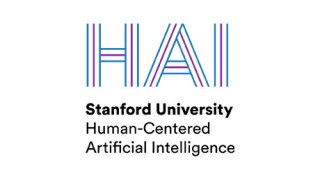 HAI
Stanford University
Human-Centered
Artificial Intelligence